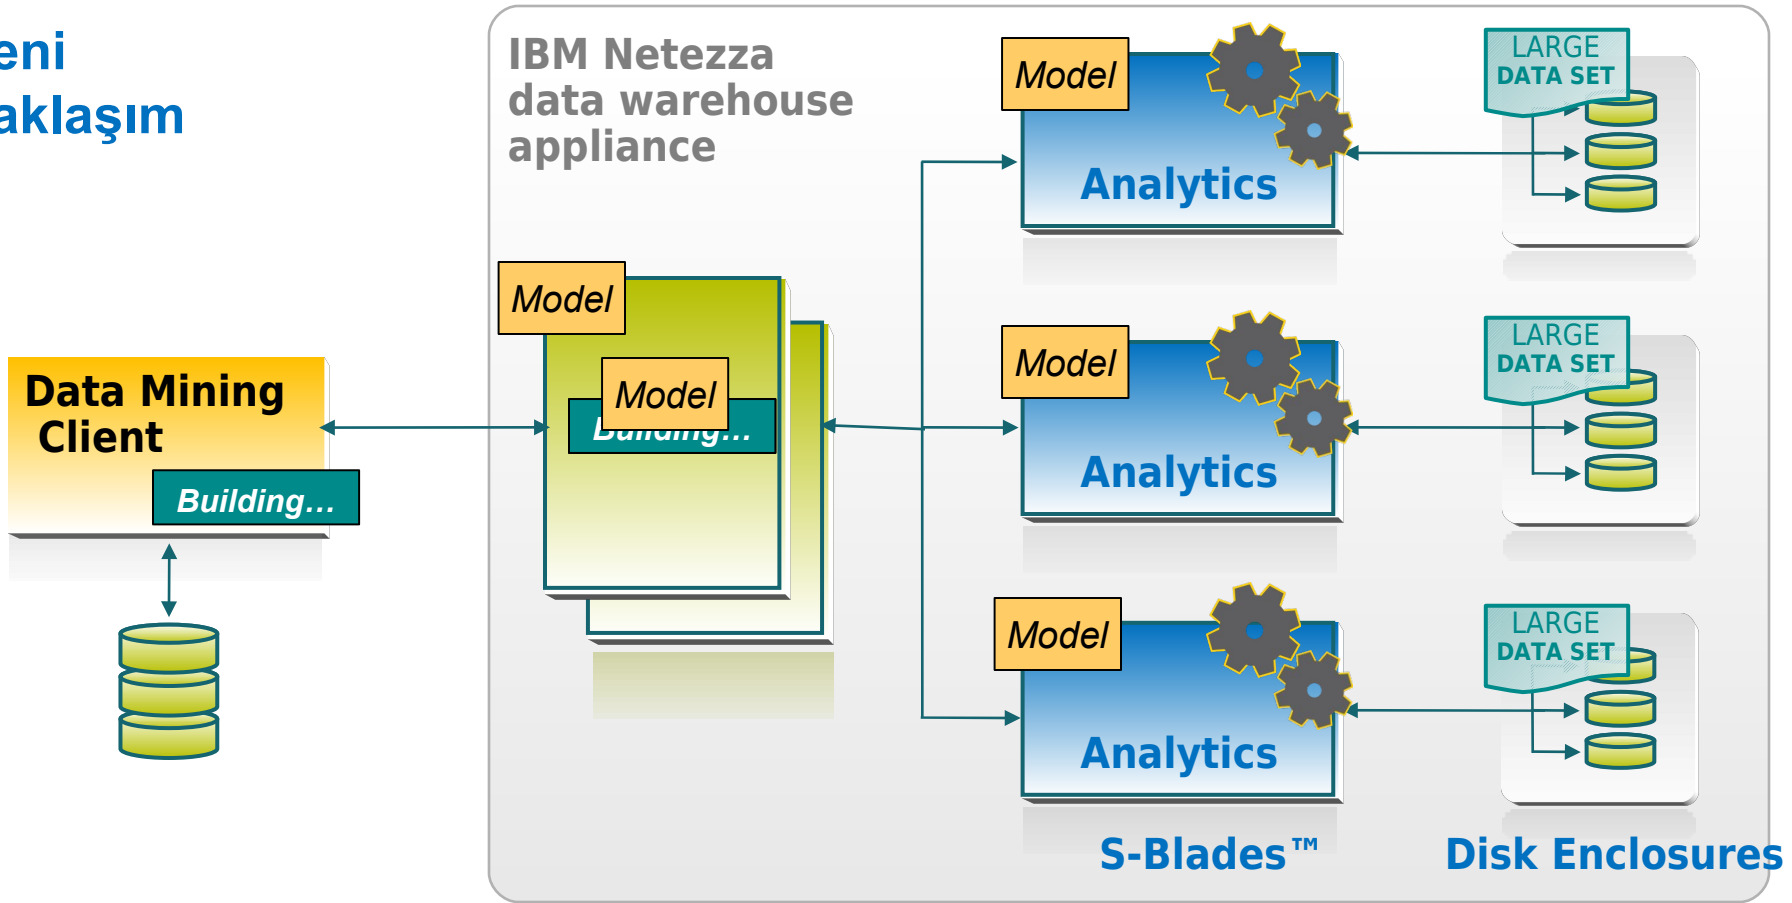 eni
aklaşım
IBM Netezza
data warehouse
appliance
Model
Analytics
LARGE
DATA SET
Model
Model
Building...
Data Mining
Client
Building...
Model
Analytics
LARGE
DATA SET
Model
Analytics
LARGE
DATA SET
S-Blades™
Disk Enclosures